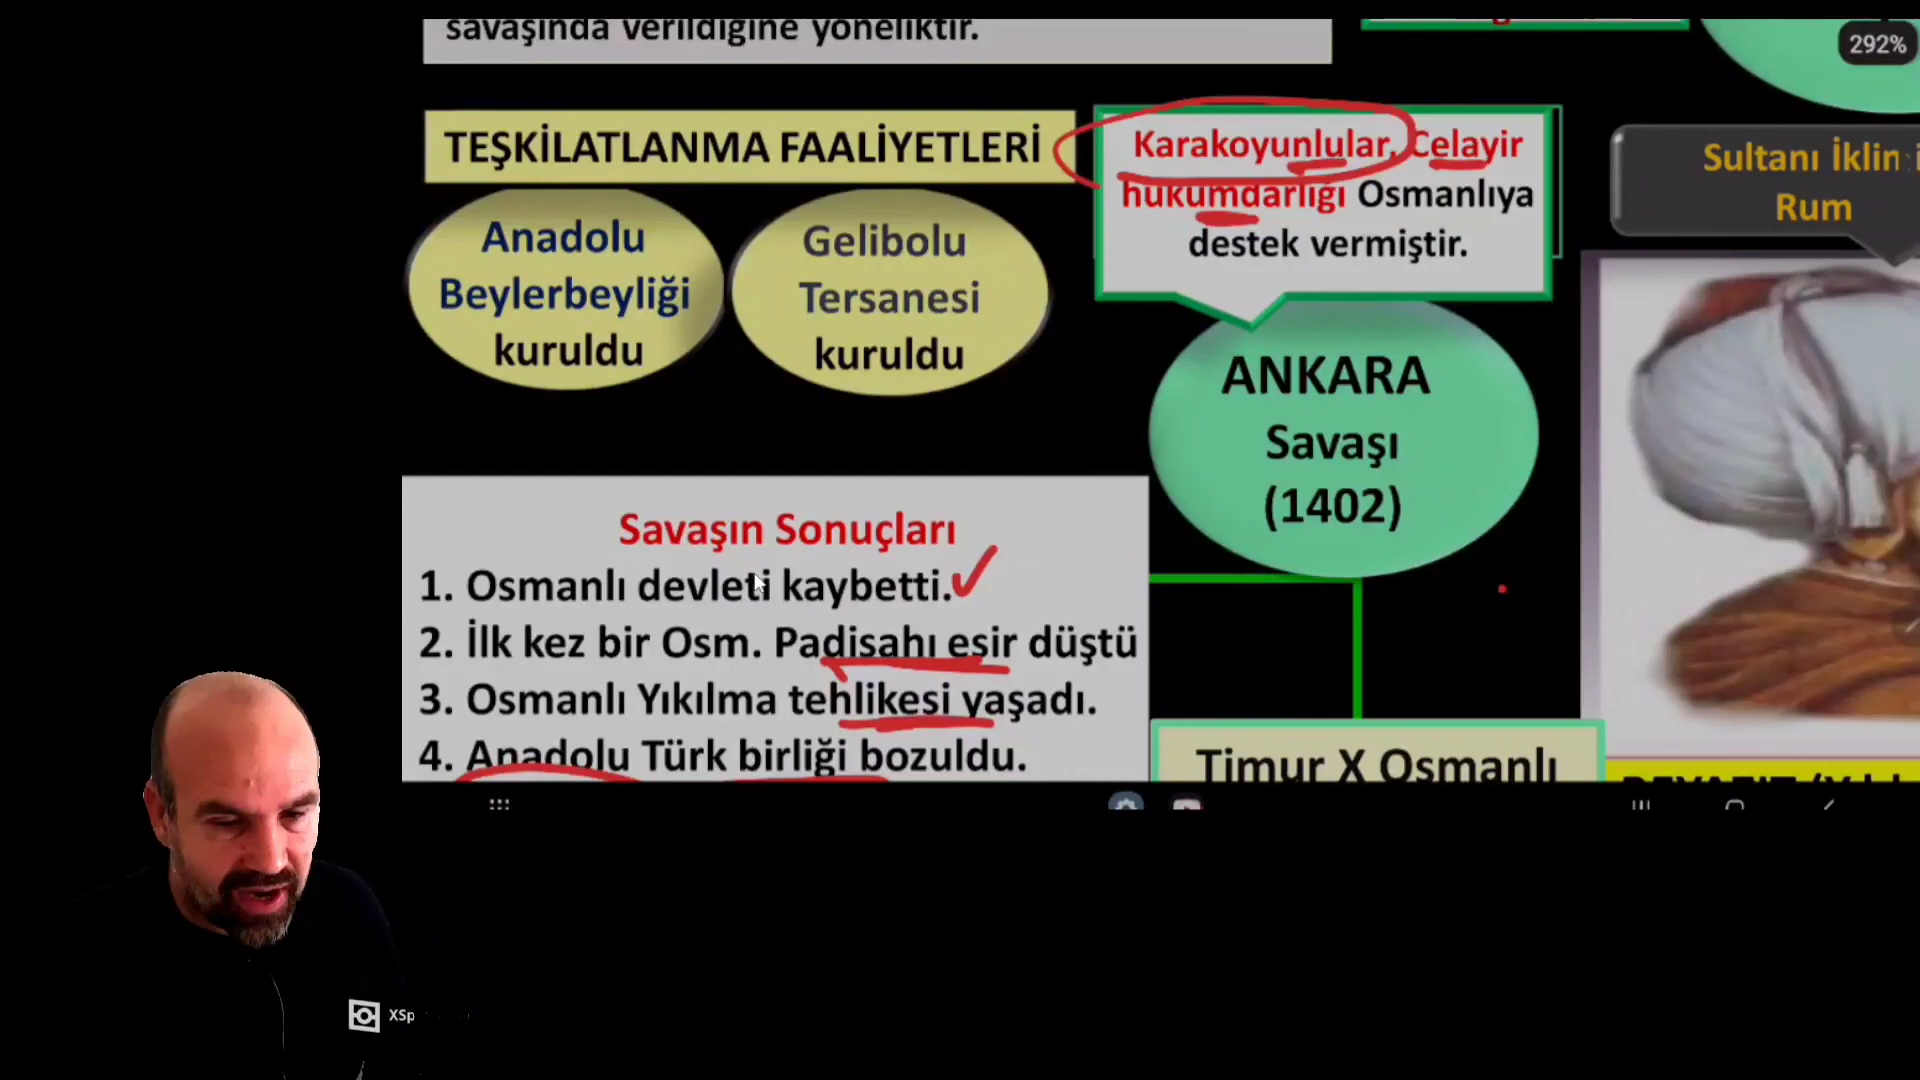 savaşında verildiğine yöneliktir.
292%
TEŞKİLATLANMA FAALİYETLERİ
Anadolu
Beylerbeyliği
kuruldu
Gelibolu
Tersanesi
kuruldu
Karakoyunlular, Celayir
hükümdarlığı Osmanlıya
destek vermiştir.
Sultanı
Rum
ANKARA
Savaşı
(1402)
Savaşın Sonuçları
1. Osmanlı devleti kaybetti.
2. İlk kez bir Osm. Padişahı esir düştü
3. Osmanlı Yıkılma tehlikesi yaşadı.
4. Anadolu Türk birliği bozuldu.
Timur X Osmanlı
XSp